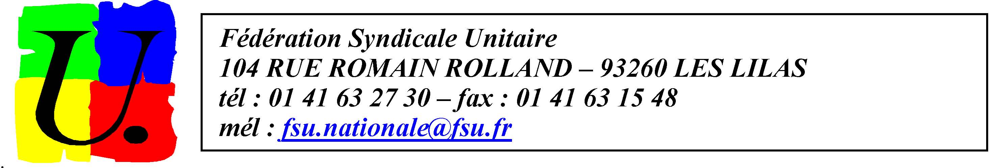 U.
Fédération Syndicale Unitaire
104 RUE ROMAIN ROLLAND – 93260 LES LILAS
tél : 01 41 63 27 30 – fax : 01 41 63 15 48
mél : fsu.nationale@fsu.fr
.